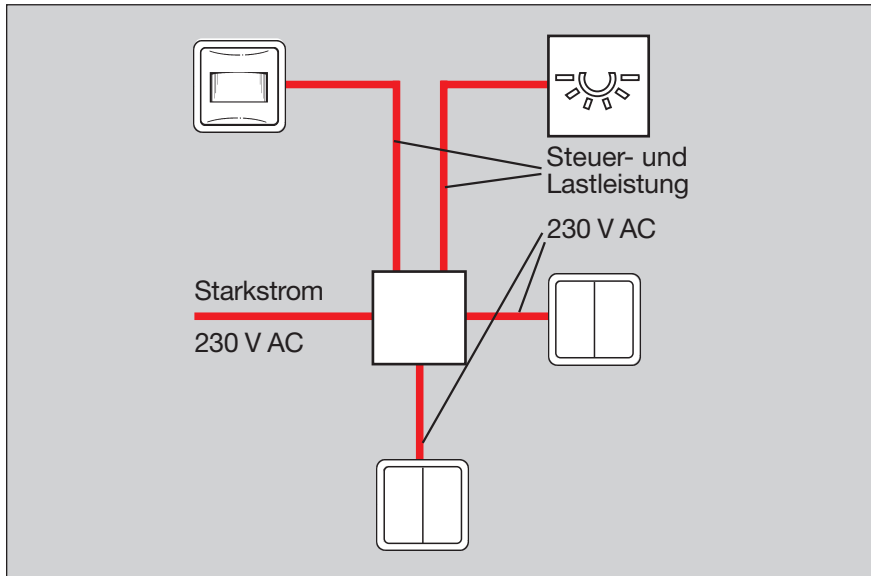 Steuer- und
Lastleistung
230 V AC
Starkstrom
230 V AC